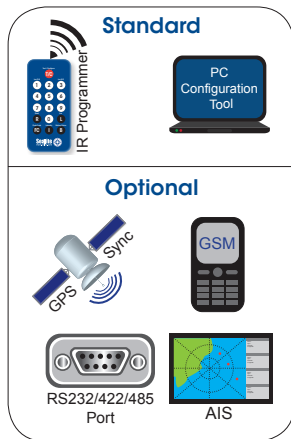 Standard
IR Programmer
PC
Configuration
Tool
Optional
GPS
Sync
GSM
RS232/422/485
Port
AIS